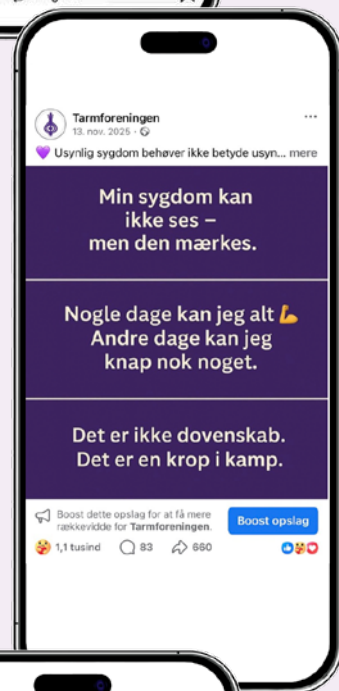 Tarmforeningen
13. nov. 2025 ·
💜 Usynlig sygdom behøver ikke betyde usyn... mere
Min sygdom kan
ikke ses –
men den mærkes.
Nogle dage kan jeg alt 💪
Andre dage kan jeg
knap nok noget.
Det er ikke dovenskab.
Det er en krop i kamp.
Boost dette opslag for at få mere
rækkevidde for Tarmforeningen.
Boost opslag
1,1 tusind 83 660